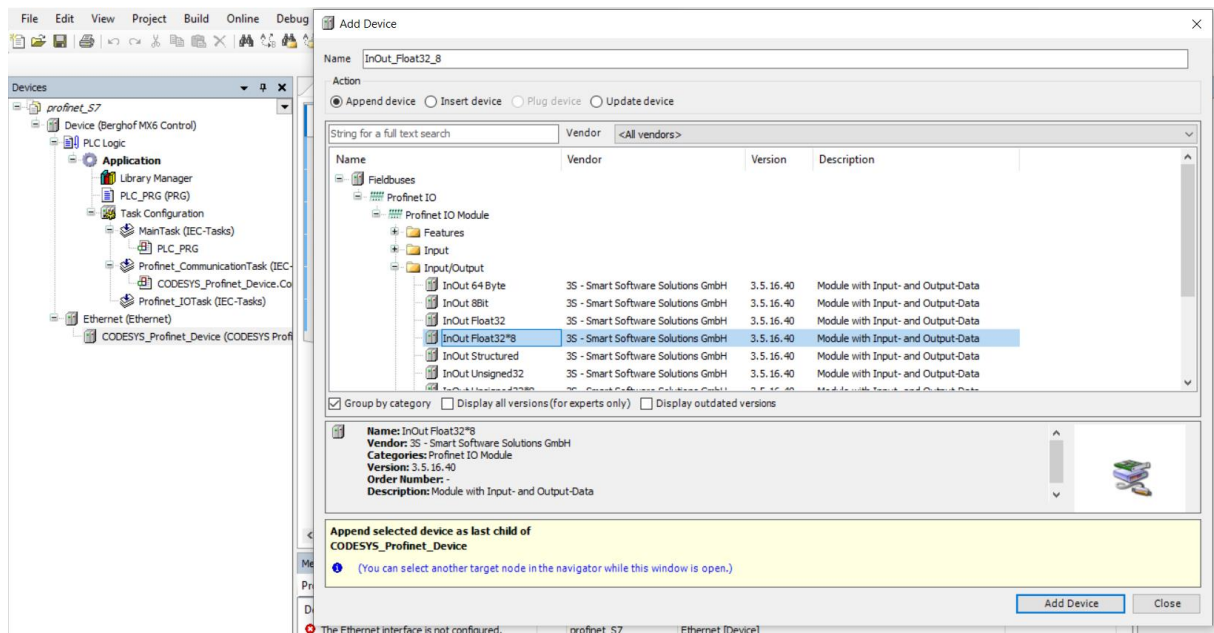 File Edit View Project Build Online Debug
Add Device
Name InOut_Float32_8
Action
Append device Insert device Plug device Update device
String for a full text search Vendor <All vendors>
Name Vendor Version Description
Fieldbuses
Profinet IO
Profinet IO Module
Features
Input
Input/Output
InOut 64 Byte 3S - Smart Software Solutions GmbH 3.5.16.40 Module with Input- and Output-Data
InOut 8Bit 3S - Smart Software Solutions GmbH 3.5.16.40 Module with Input- and Output-Data
InOut Float32 3S - Smart Software Solutions GmbH 3.5.16.40 Module with Input- and Output-Data
InOut Float32*8 3S - Smart Software Solutions GmbH 3.5.16.40 Module with Input- and Output-Data
InOut Structured 3S - Smart Software Solutions GmbH 3.5.16.40 Module with Input- and Output-Data
InOut Unsigned32 3S - Smart Software Solutions GmbH 3.5.16.40 Module with Input- and Output-Data
Group by category Display all versions (for experts only) Display outdated versions
Name: InOut Float32*8
Vendor: 3S - Smart Software Solutions GmbH
Categories: Profinet IO Module
Version: 3.5.16.40
Order Number: -
Description: Module with Input- and Output-Data
Append selected device as last child of
CODESYS_Profinet_Device
(You can select another target node in the navigator while this window is open.)
Add Device Close
Devices
profinet_S7
Device (Berghof MX6 Control)
PLC Logic
Application
Library Manager
PLC_PRG (PRG)
Task Configuration
MainTask (IEC-Tasks)
PLC_PRG
Profinet_CommunicationTask (IEC-
CODESYS_Profinet_Device.Co
Profinet_IOTask (IEC-Tasks)
Ethernet (Ethernet)
CODESYS_Profinet_Device (CODESYS Profi
Me
Pr
The Ethernet interface is not configured. profinet_S7 Ethernet [Device]